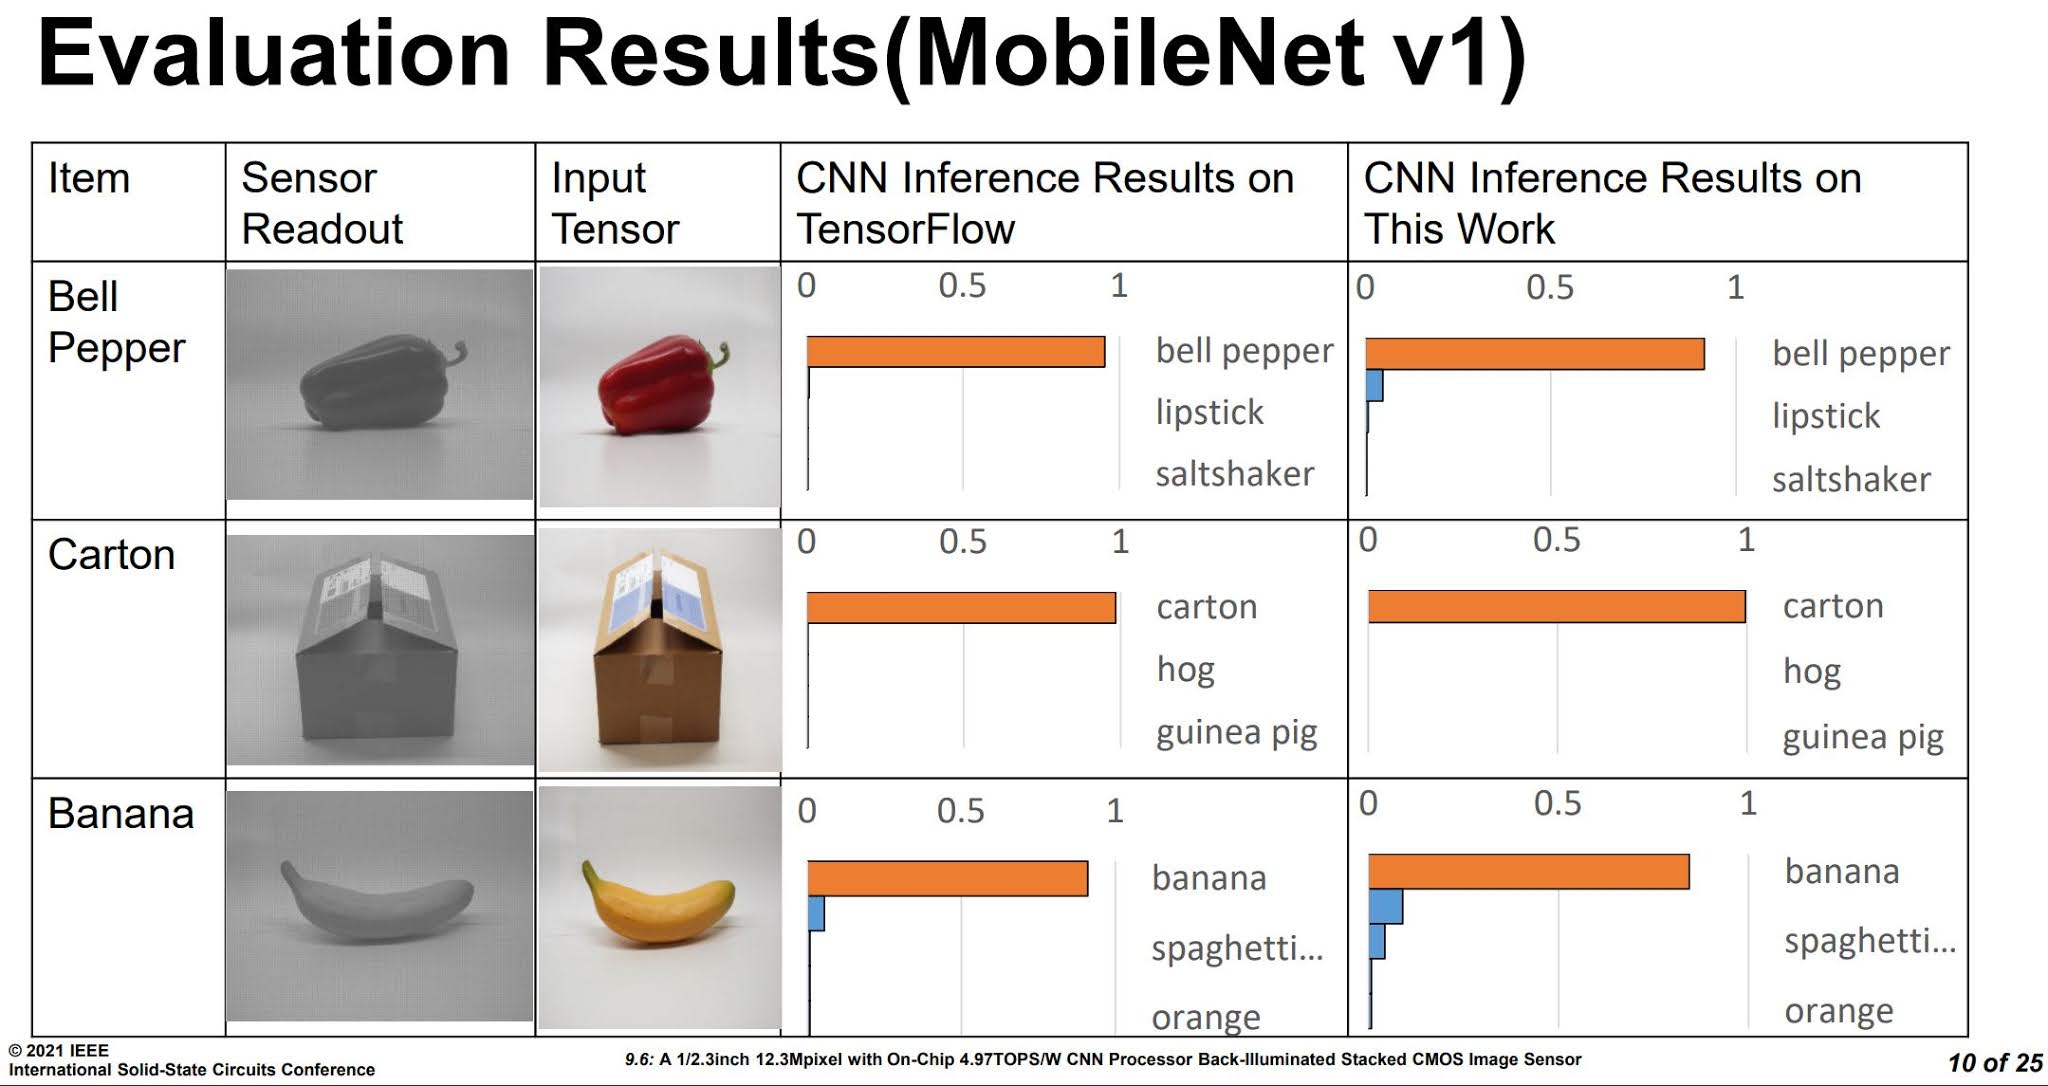 Evaluation Results(MobileNet v1)
Item
Sensor
Readout
Input
Tensor
CNN Inference Results on
TensorFlow
CNN Inference Results on
This Work
Bell
Pepper
0 0.5 1
bell pepper
lipstick
saltshaker
0 0.5 1
bell pepper
lipstick
saltshaker
Carton
0 0.5 1
carton
hog
guinea pig
0 0.5 1
carton
hog
guinea pig
Banana
0 0.5 1
banana
spaghetti...
orange
0 0.5 1
banana
spaghetti...
orange
© 2021 IEEE
International Solid-State Circuits Conference
9.6: A 1/2.3inch 12.3Mpixel with On-Chip 4.97TOPS/W CNN Processor Back-Illuminated Stacked CMOS Image Sensor
10 of 25